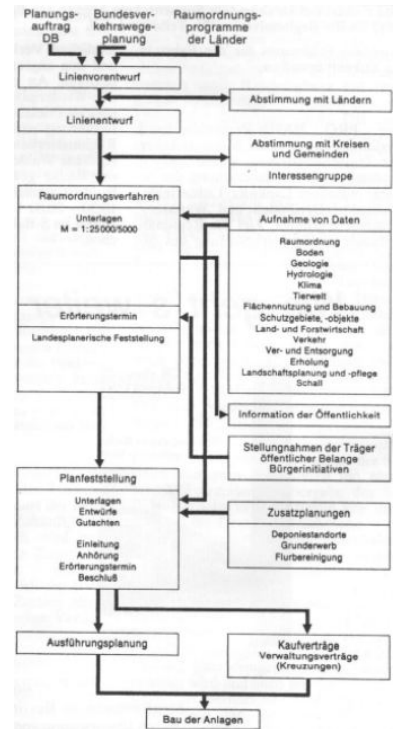 Planungs-
auftrag
DB
Bundesver-
kehrswege-
planung
Raumordnungs-
programme
der Länder
Linienvorentwurf
Abstimmung mit Ländern
Linienentwurf
Abstimmung mit Kreisen
und Gemeinden
Interessengruppe
Raumordnungsverfahren
Unterlagen
M = 1:25000/5000
Aufnahme von Daten
Raumordnung
Boden
Geologie
Hydrologie
Klima
Tierwelt
Flächennutzung und Bebauung
Schutzgebiete, -objekte
Land- und Forstwirtschaft
Verkehr
Ver- und Entsorgung
Erholung
Landschaftsplanung und -pflege
Schall
Erörterungstermin
Landesplanerische Feststellung
Information der Öffentlichkeit
Stellungnahmen der Träger
öffentlicher Belange
Bürgerinitiativen
Planfeststellung
Unterlagen
Entwürfe
Gutachten
Einleitung
Anhörung
Erörterungstermin
Beschluß
Zusatzplanungen
Deponiestandorte
Grunderwerb
Flurbereinigung
Ausführungsplanung
Kaufverträge
Verwaltungsverträge
(Kreuzungen)
Bau der Anlagen